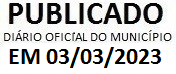 PUBLICADO
DIÁRIO OFICIAL DO MUNICÍPIO
EM 03/03/2023